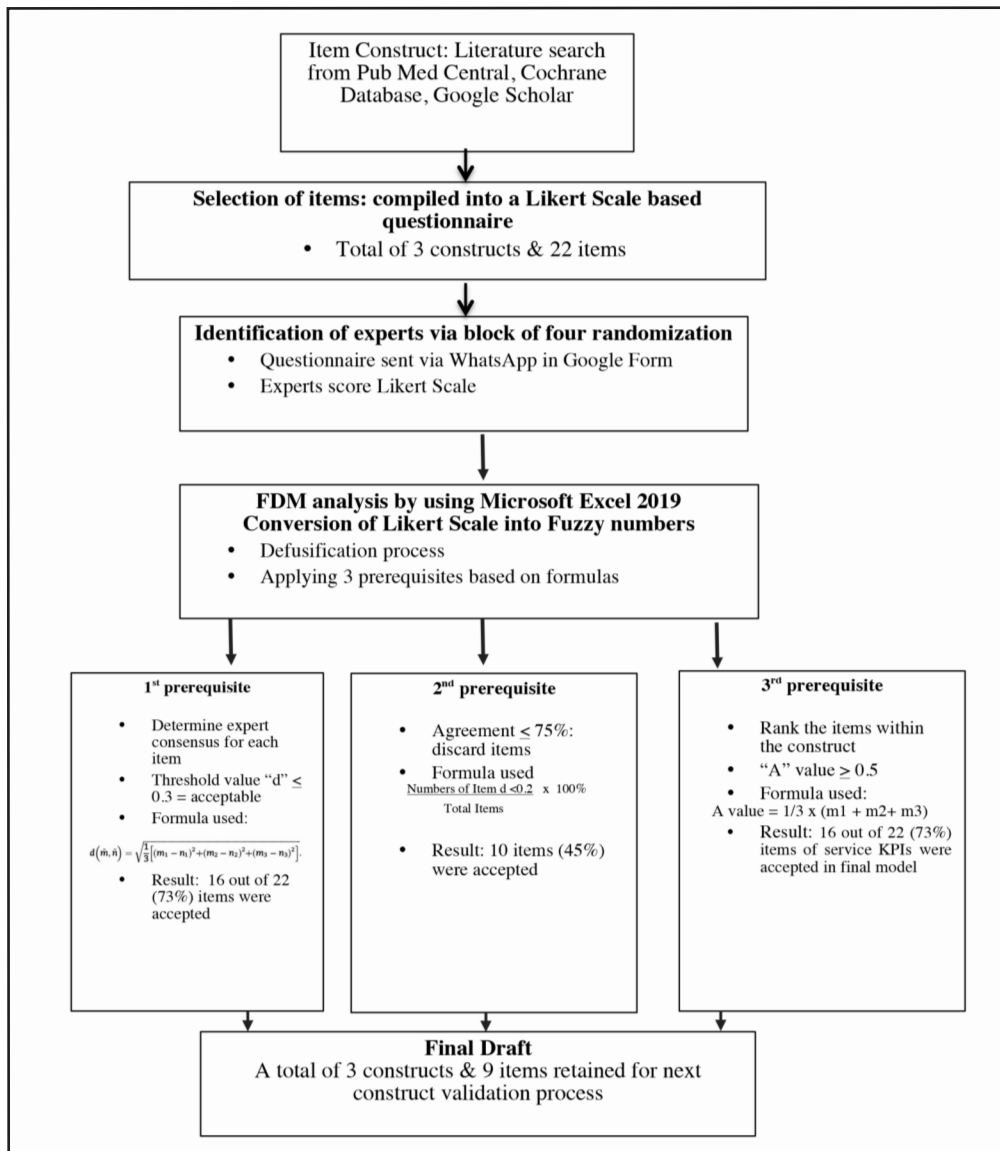 Item Construct: Literature search
from Pub Med Central, Cochrane
Database, Google Scholar
Selection of items: compiled into a Likert Scale based
questionnaire
• Total of 3 constructs & 22 items
Identification of experts via block of four randomization
• Questionnaire sent via WhatsApp in Google Form
• Experts score Likert Scale
FDM analysis by using Microsoft Excel 2019
Conversion of Likert Scale into Fuzzy numbers
• Defusification process
• Applying 3 prerequisites based on formulas
1st prerequisite
• Determine expert
consensus for each
item
• Threshold value “d” ≤
0.3 = acceptable
• Formula used:
d(m̃,ñ) = √1/3[(m₁ − n₁)²+(m₂ − n₂)²+(m₃ − n₃)²].
• Result: 16 out of 22
(73%) items were
accepted
2nd prerequisite
• Agreement ≤ 75%:
discard items
• Formula used
Numbers of Item d <0.2 x 100%
Total Items
• Result: 10 items (45%)
were accepted
3rd prerequisite
• Rank the items within
the construct
• “A” value ≥ 0.5
• Formula used:
A value = 1/3 x (m1 + m2+ m3)
• Result: 16 out of 22 (73%)
items of service KPIs were
accepted in final model
Final Draft
A total of 3 constructs & 9 items retained for next
construct validation process